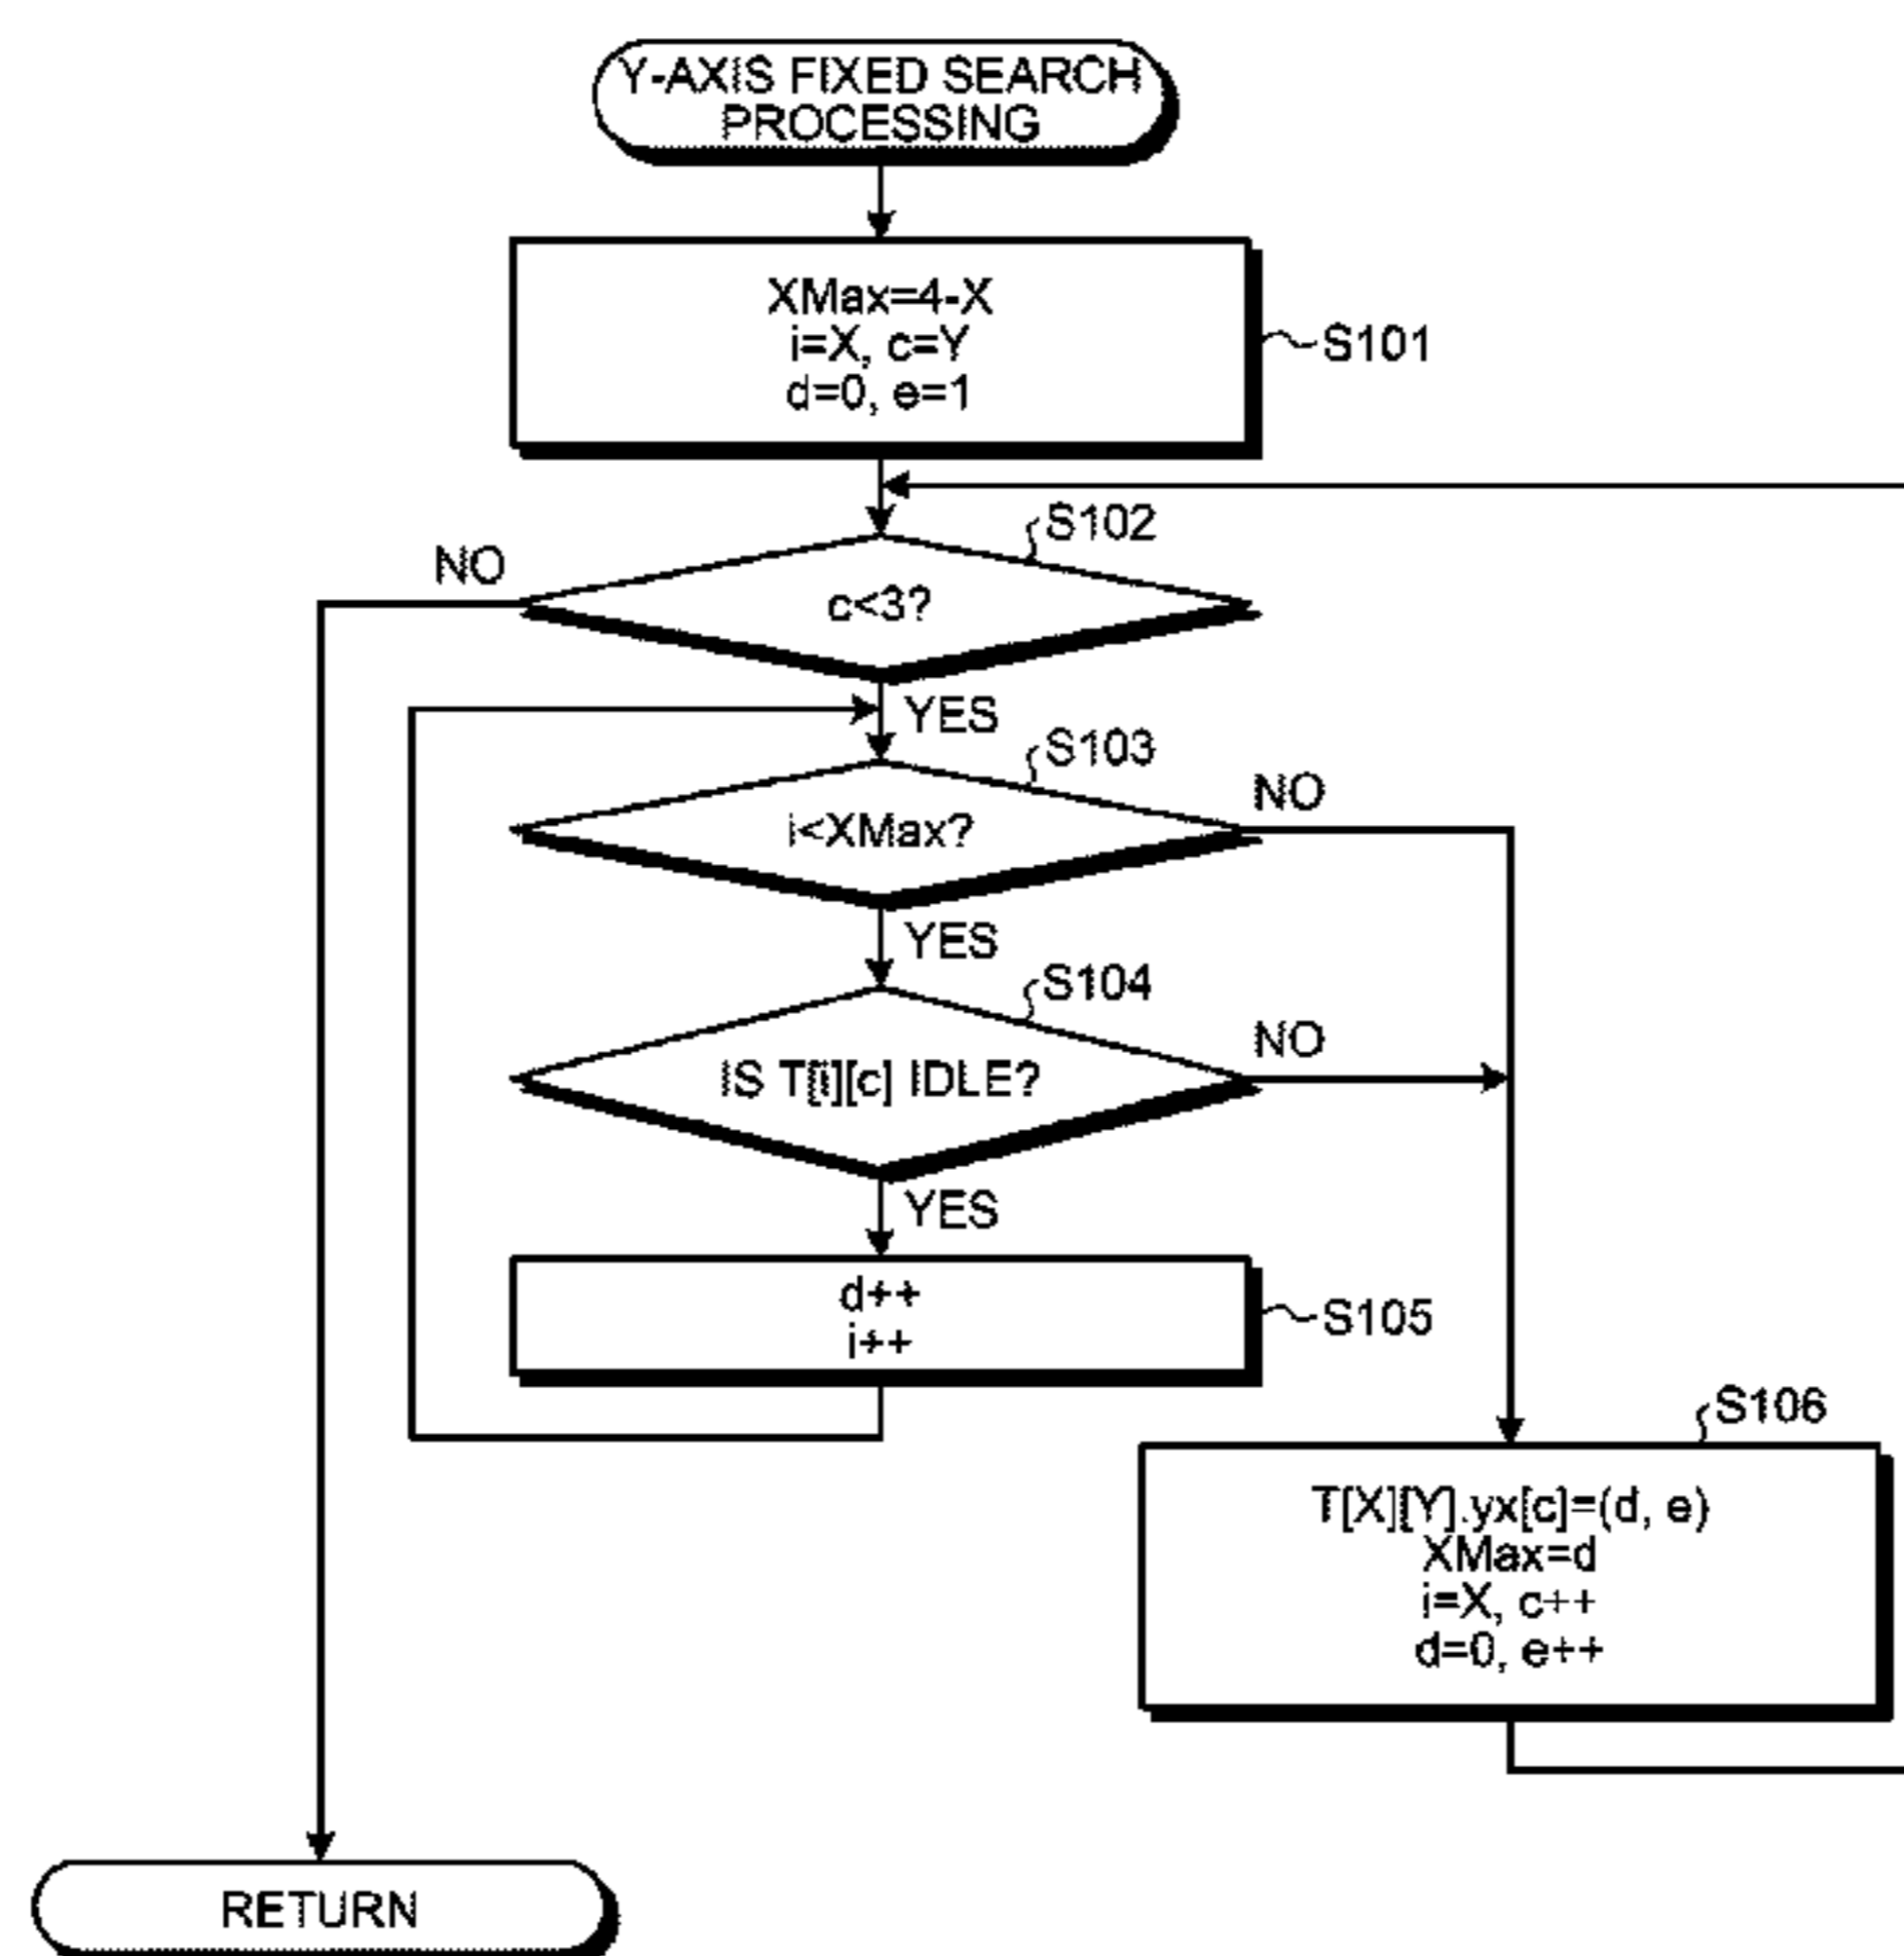 Y-AXIS FIXED SEARCH
PROCESSING
XMax=4-X
i=X, c=Y
d=0, e=1
S101
S102
NO
c<3?
YES
S103
NO
i<XMax?
YES
S104
NO
IS T[i][c] IDLE?
YES
d++
i++
S105
S106
T[X][Y].yx[c]=(d, e)
XMax=d
i=X, c++
d=0, e++
RETURN